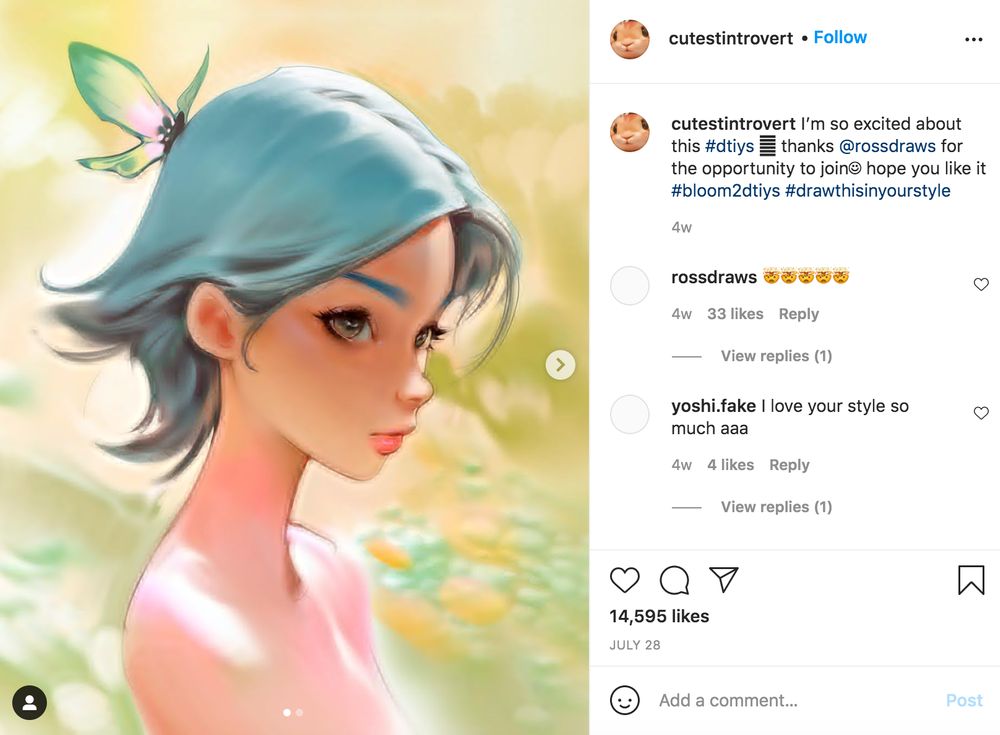 cutestintrovert • Follow
cutestintrovert I'm so excited about
this #dtiys thanks @rossdraws for
the opportunity to join☺ hope you like it
#bloom2dtiys #drawthisinyourstyle
4w
rossdraws 🤯🤯🤯🤯🤯
4w 33 likes Reply
View replies (1)
yoshi.fake I love your style so
much aaa
4w 4 likes Reply
View replies (1)
14,595 likes
JULY 28
Add a comment... Post